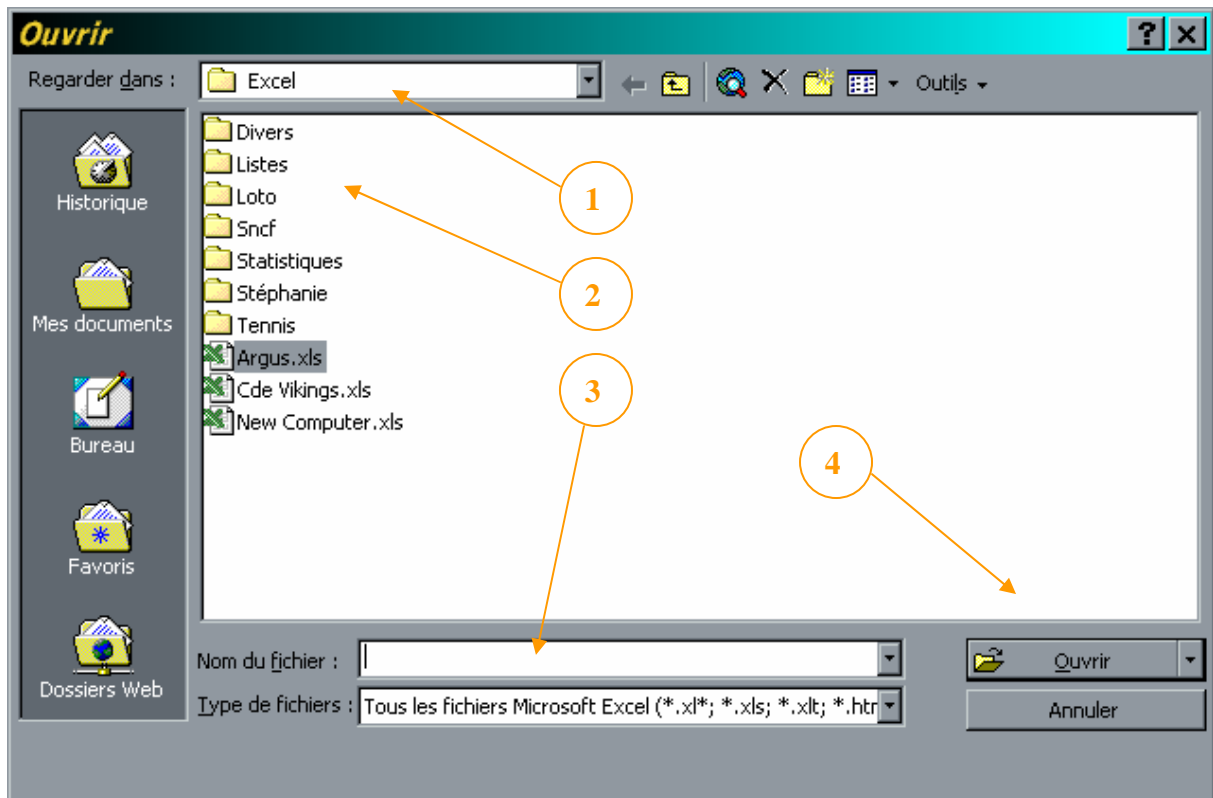 Ouvrir
Regarder dans :
Excel
Outils
Historique
Mes documents
Bureau
Favoris
Dossiers Web
Divers
Listes
Loto
Sncf
Statistiques
Stéphanie
Tennis
Argus.xls
Cde Vikings.xls
New Computer.xls
1
2
3
4
Nom du fichier :
Ouvrir
Type de fichiers :
Tous les fichiers Microsoft Excel (*.xl*; *.xls; *.xlt; *.htr
Annuler